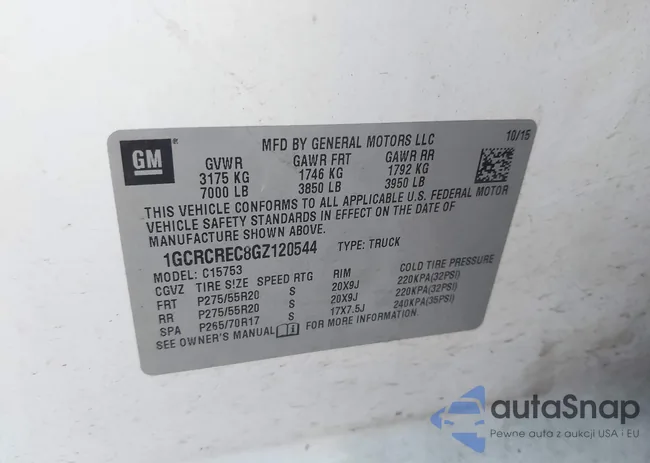 GM
MFD BY GENERAL MOTORS LLC 10/15
GVWR GAWR FRT GAWR RR
3175 KG 1746 KG 1792 KG
7000 LB 3850 LB 3950 LB
THIS VEHICLE CONFORMS TO ALL APPLICABLE U.S. FEDERAL MOTOR
VEHICLE SAFETY STANDARDS IN EFFECT ON THE DATE OF
MANUFACTURE SHOWN ABOVE.
1GCRCREC8GZ120544 TYPE: TRUCK
MODEL: C15753
CGVZ TIRE SIZE SPEED RTG RIM COLD TIRE PRESSURE
FRT P275/55R20 S 20X9J 220KPA(32PSI)
RR P275/55R20 S 20X9J 220KPA(32PSI)
SPA P265/70R17 S 17X7.5J 240KPA(35PSI)
SEE OWNER'S MANUAL FOR MORE INFORMATION.
autaSnap
Pewne auta z aukcji USA i EU